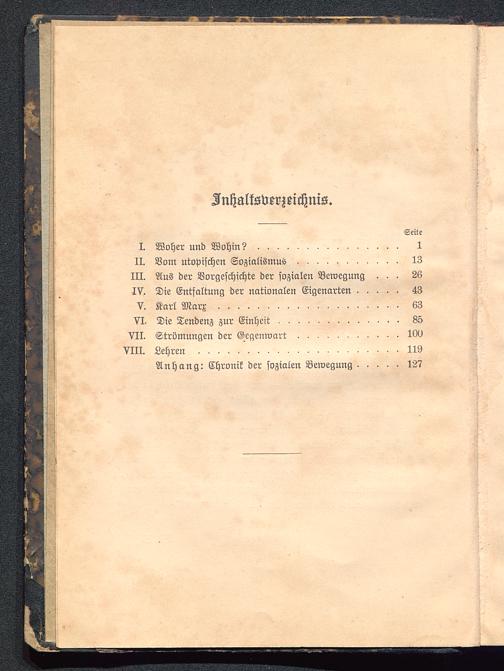 Inhaltsverzeichnis.
Seite
I. Woher und Wohin? . . . . . . . . . . . . . . . . 1
II. Vom utopischen Sozialismus . . . . . . . . . . . . 13
III. Aus der Vorgeschichte der sozialen Bewegung . . . 26
IV. Die Entfaltung der nationalen Eigenarten . . . . . 43
V. Karl Marx . . . . . . . . . . . . . . . . . . . . 63
VI. Die Tendenz zur Einheit . . . . . . . . . . . . . 85
VII. Strömungen der Gegenwart . . . . . . . . . . . . 100
VIII. Lehren . . . . . . . . . . . . . . . . . . . . 119
Anhang: Chronik der sozialen Bewegung . . . . . 127